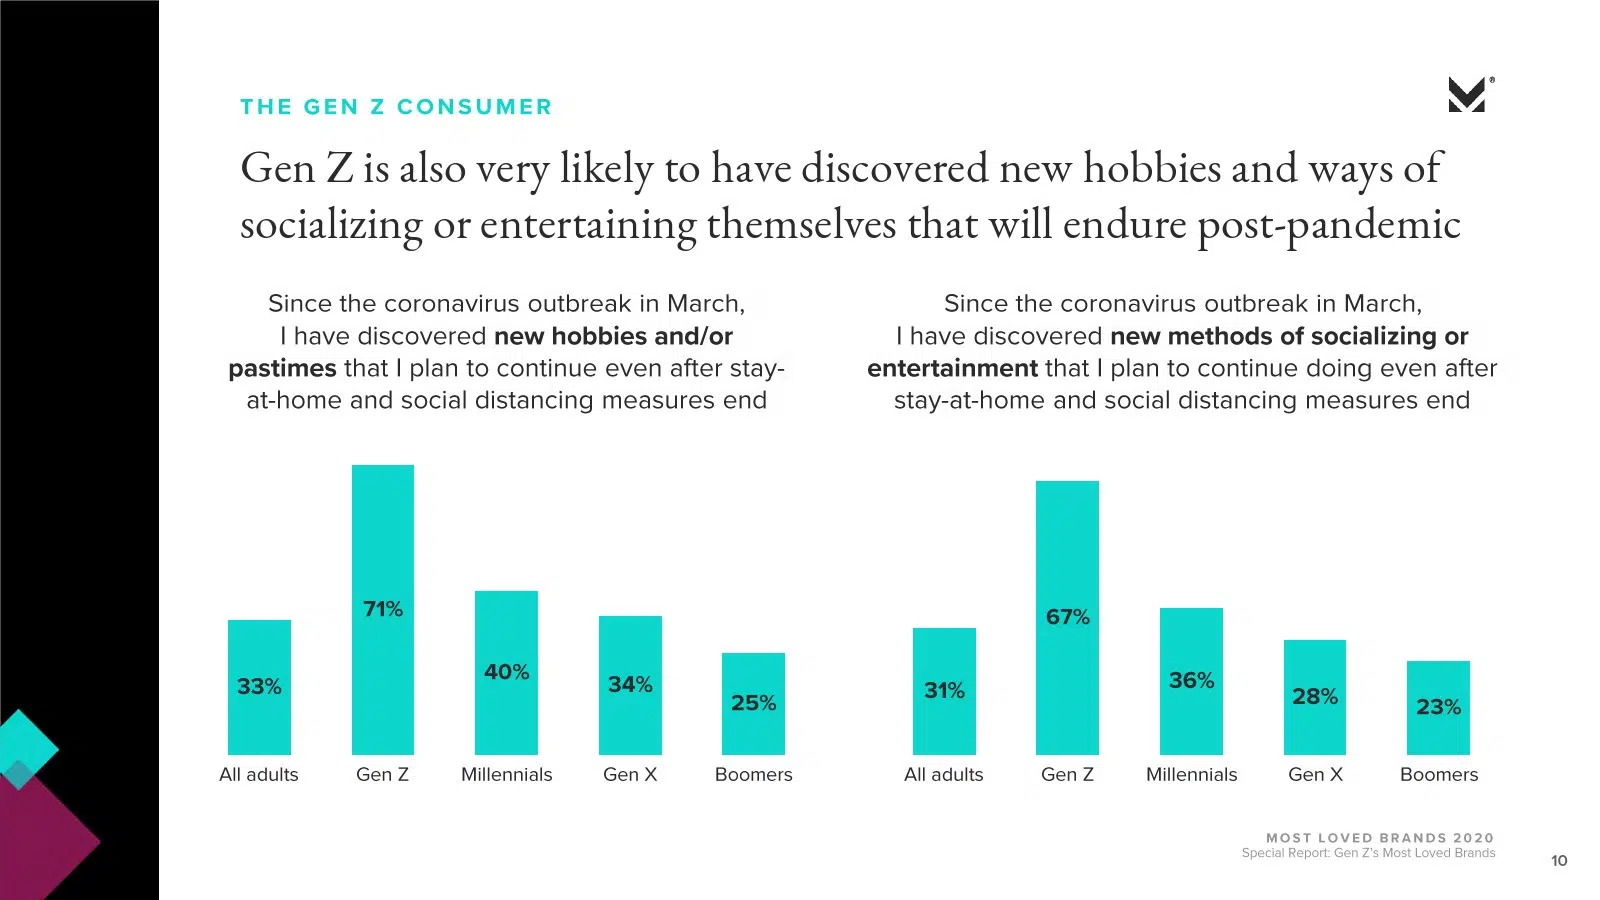 THE GEN Z CONSUMER
®
Gen Z is also very likely to have discovered new hobbies and ways of
socializing or entertaining themselves that will endure post-pandemic
Since the coronavirus outbreak in March,
I have discovered new hobbies and/or
pastimes that I plan to continue even after stay-
at-home and social distancing measures end
71%
40%
33%
34%
25%
All adults
Gen Z
Millennials
Gen X
Boomers
Since the coronavirus outbreak in March,
I have discovered new methods of socializing or
entertainment that I plan to continue doing even after
stay-at-home and social distancing measures end
67%
36%
31%
28%
23%
All adults
Gen Z
Millennials
Gen X
Boomers
MOST LOVED BRANDS 2020
Special Report: Gen Z's Most Loved Brands
10